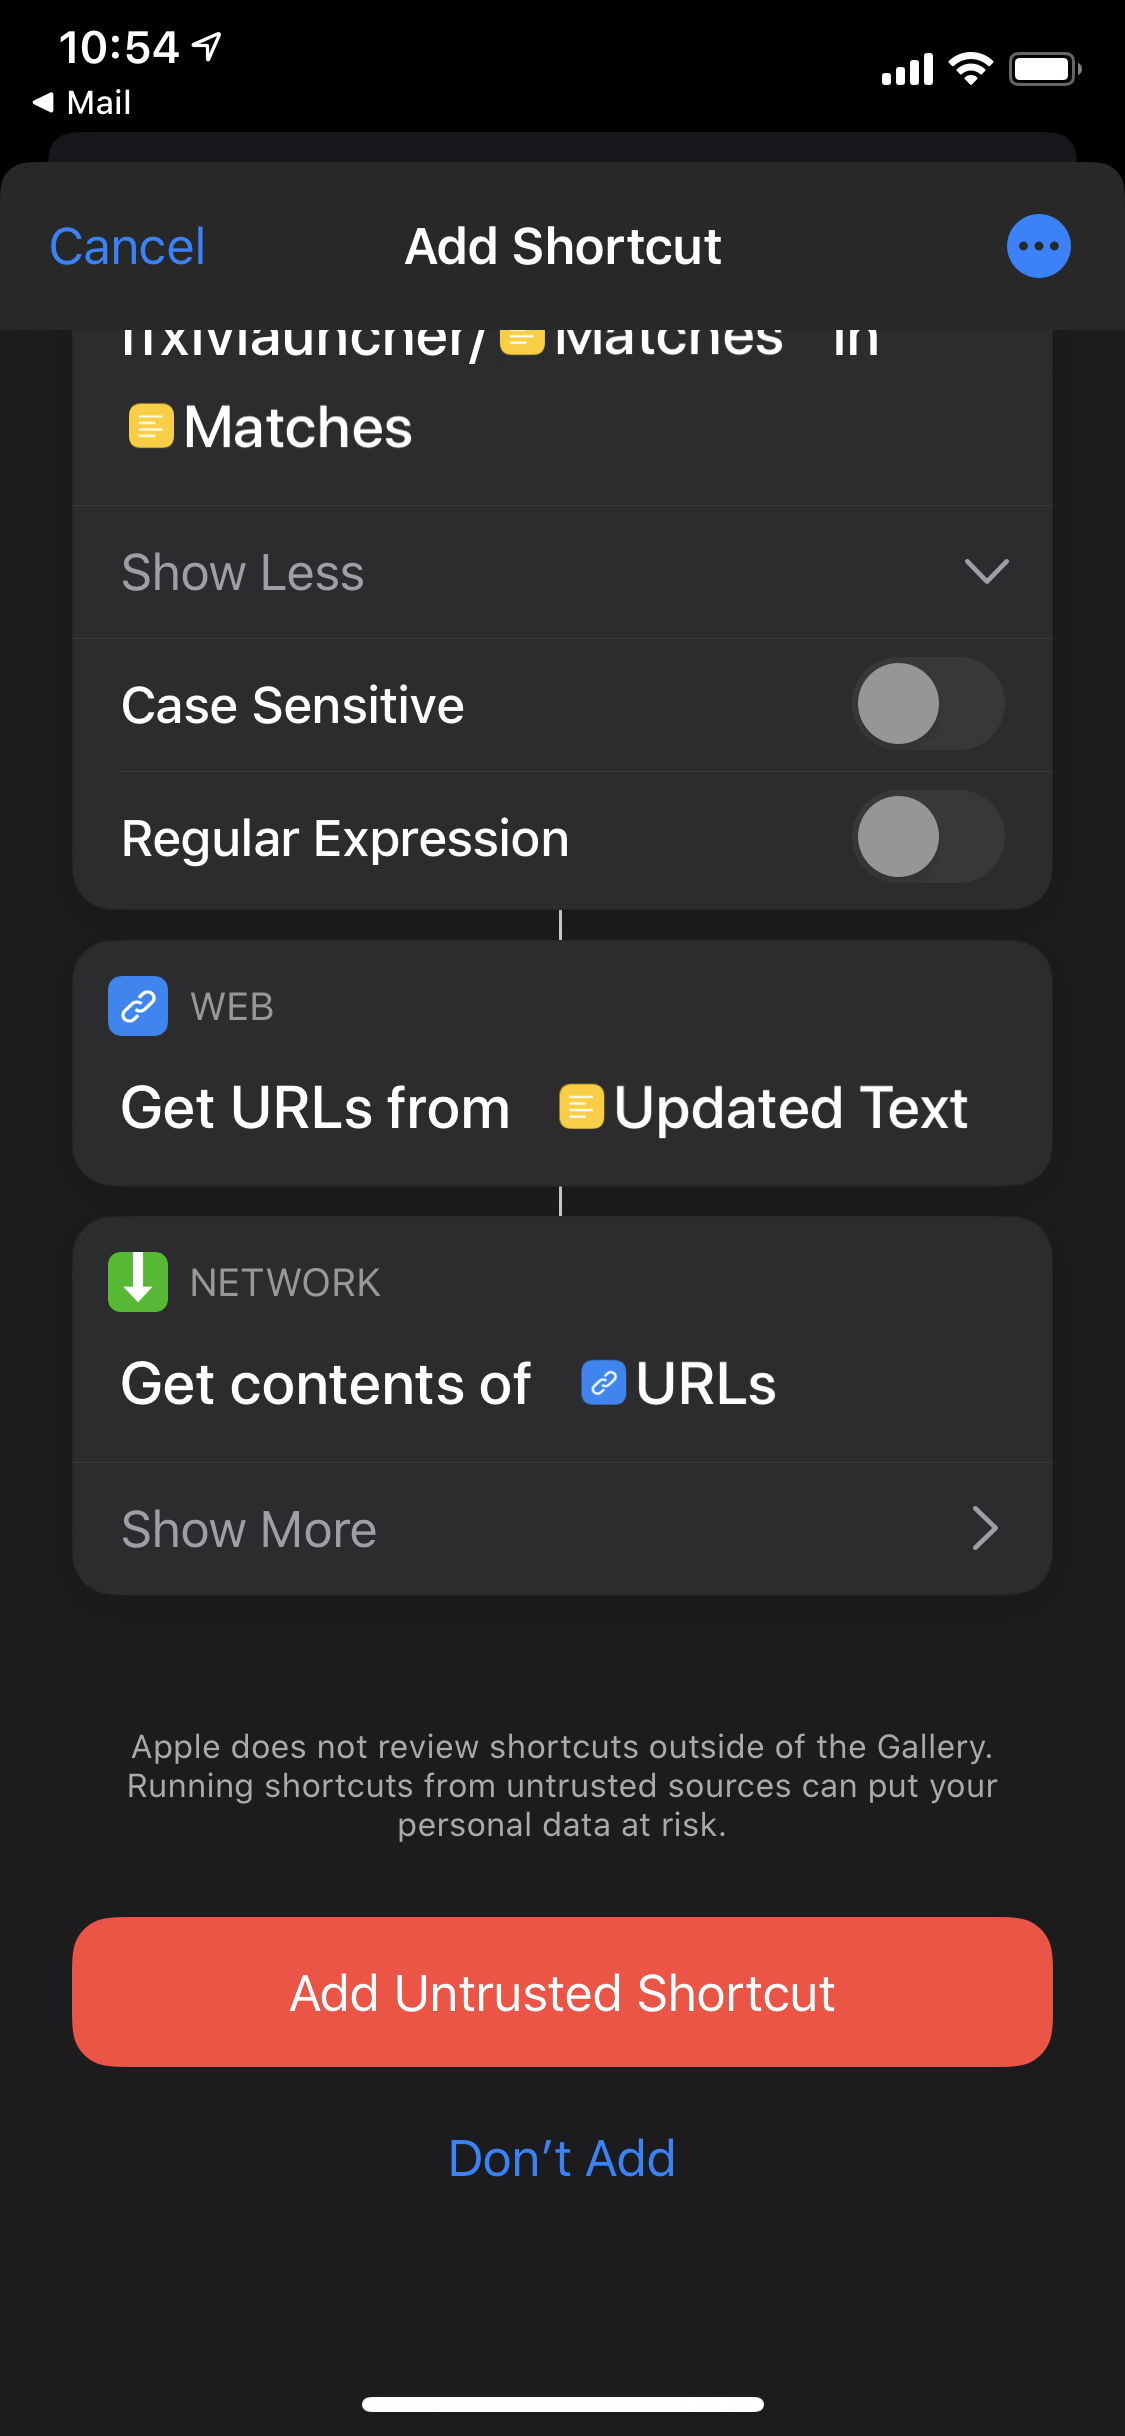 10:54
Mail
Cancel
Add Shortcut
Matches in
Matches
Show Less
Case Sensitive
Regular Expression
WEB
Get URLs from Updated Text
NETWORK
Get contents of URLs
Show More
Apple does not review shortcuts outside of the Gallery.
Running shortcuts from untrusted sources can put your
personal data at risk.
Add Untrusted Shortcut
Don’t Add